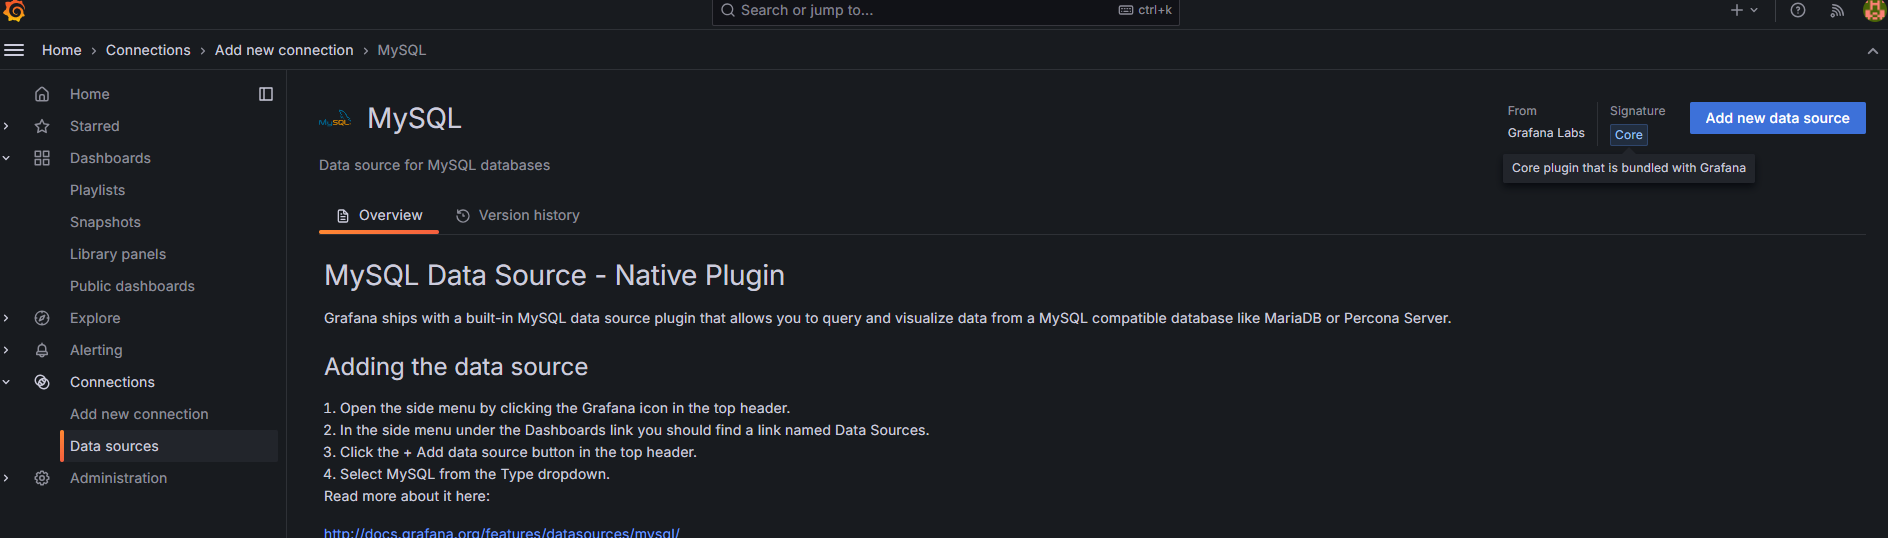 Search or jump to...
ctrl+k
Home › Connections › Add new connection › MySQL
Home
Starred
Dashboards
Playlists
Snapshots
Library panels
Public dashboards
Explore
Alerting
Connections
Add new connection
Data sources
Administration
MySQL
MySQL
Data source for MySQL databases
From
Grafana Labs
Signature
Core
Add new data source
Core plugin that is bundled with Grafana
Overview
Version history
MySQL Data Source - Native Plugin
Grafana ships with a built-in MySQL data source plugin that allows you to query and visualize data from a MySQL compatible database like MariaDB or Percona Server.
Adding the data source
1. Open the side menu by clicking the Grafana icon in the top header.
2. In the side menu under the Dashboards link you should find a link named Data Sources.
3. Click the + Add data source button in the top header.
4. Select MySQL from the Type dropdown.
Read more about it here:
http://docs.grafana.org/features/datasources/mysql/